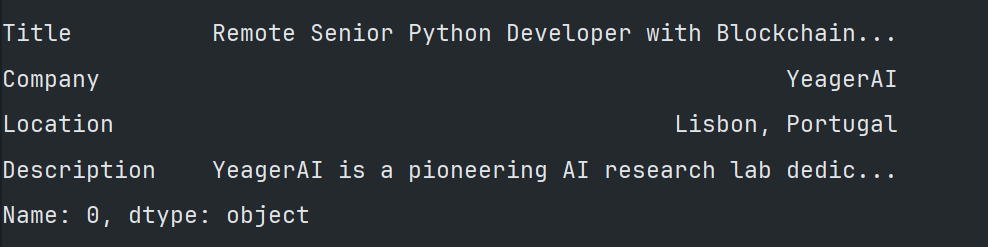 Title          Remote Senior Python Developer with Blockchain...
Company                                                 YeagerAI
Location                                        Lisbon, Portugal
Description    YeagerAI is a pioneering AI research lab dedic...
Name: 0, dtype: object